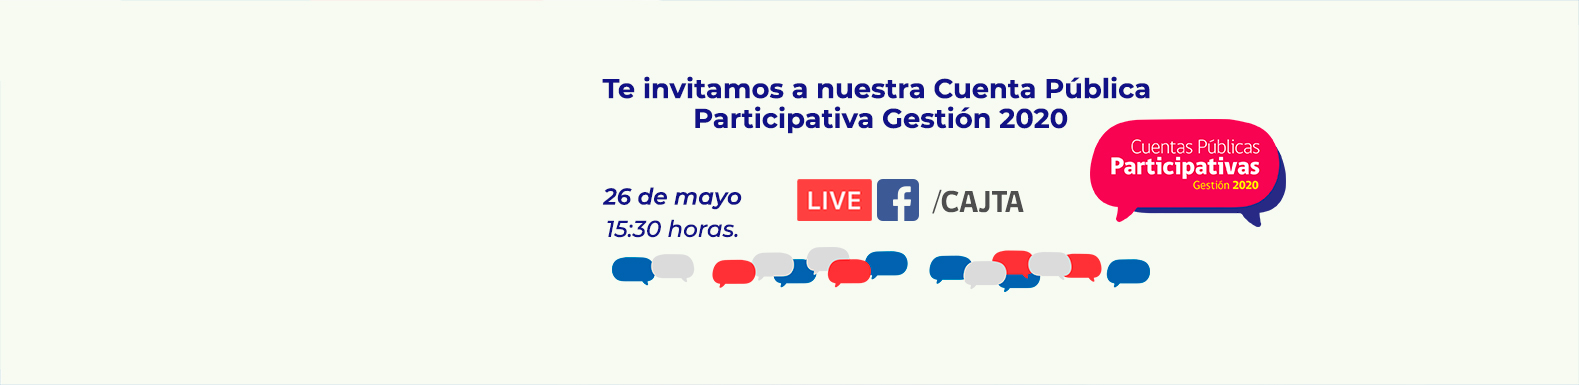 Te invitamos a nuestra Cuenta Pública
Participativa Gestión 2020
26 de mayo
15:30 horas.
LIVE f /CAJTA
Cuentas Públicas
Participativas
Gestión 2020